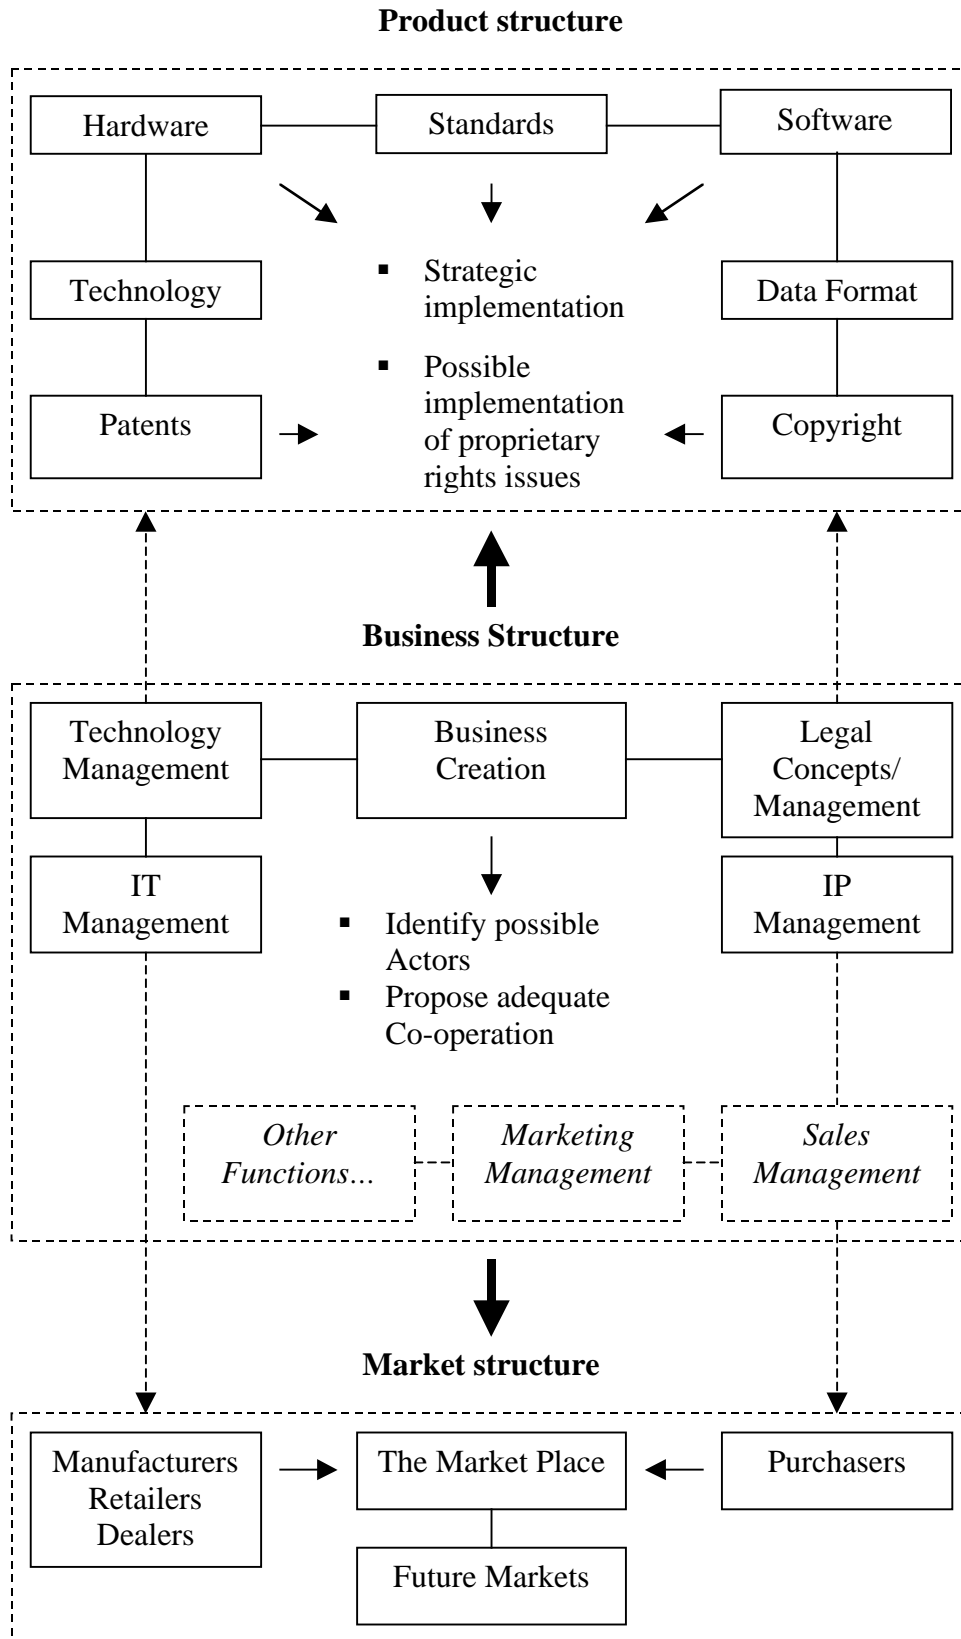 Product structure
Hardware
Standards
Software
Technology
▪ Strategic
implementation
Data Format
▪ Possible
implementation
of proprietary
rights issues
Patents
Copyright
Business Structure
Technology
Management
Business
Creation
Legal
Concepts/
Management
IT
Management
IP
Management
▪ Identify possible
Actors
▪ Propose adequate
Co-operation
Other
Functions…
Marketing
Management
Sales
Management
Market structure
Manufacturers
Retailers
Dealers
The Market Place
Purchasers
Future Markets